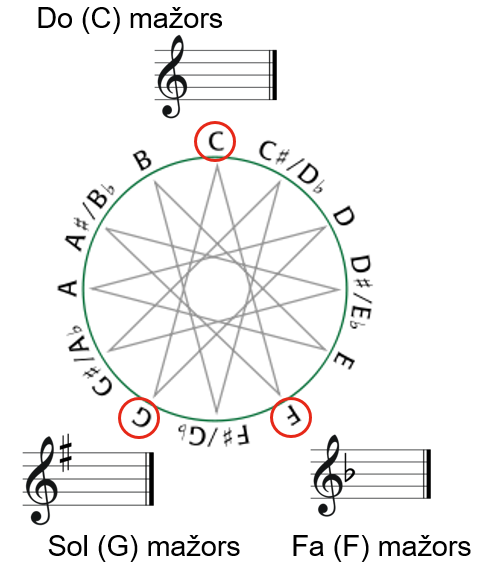 Do (C) mažors
C
C♯/D♭
D
D♯/E♭
E
F
F♯/G♭
G
G♯/A♭
A
A♯/B♭
B
Sol (G) mažors
Fa (F) mažors